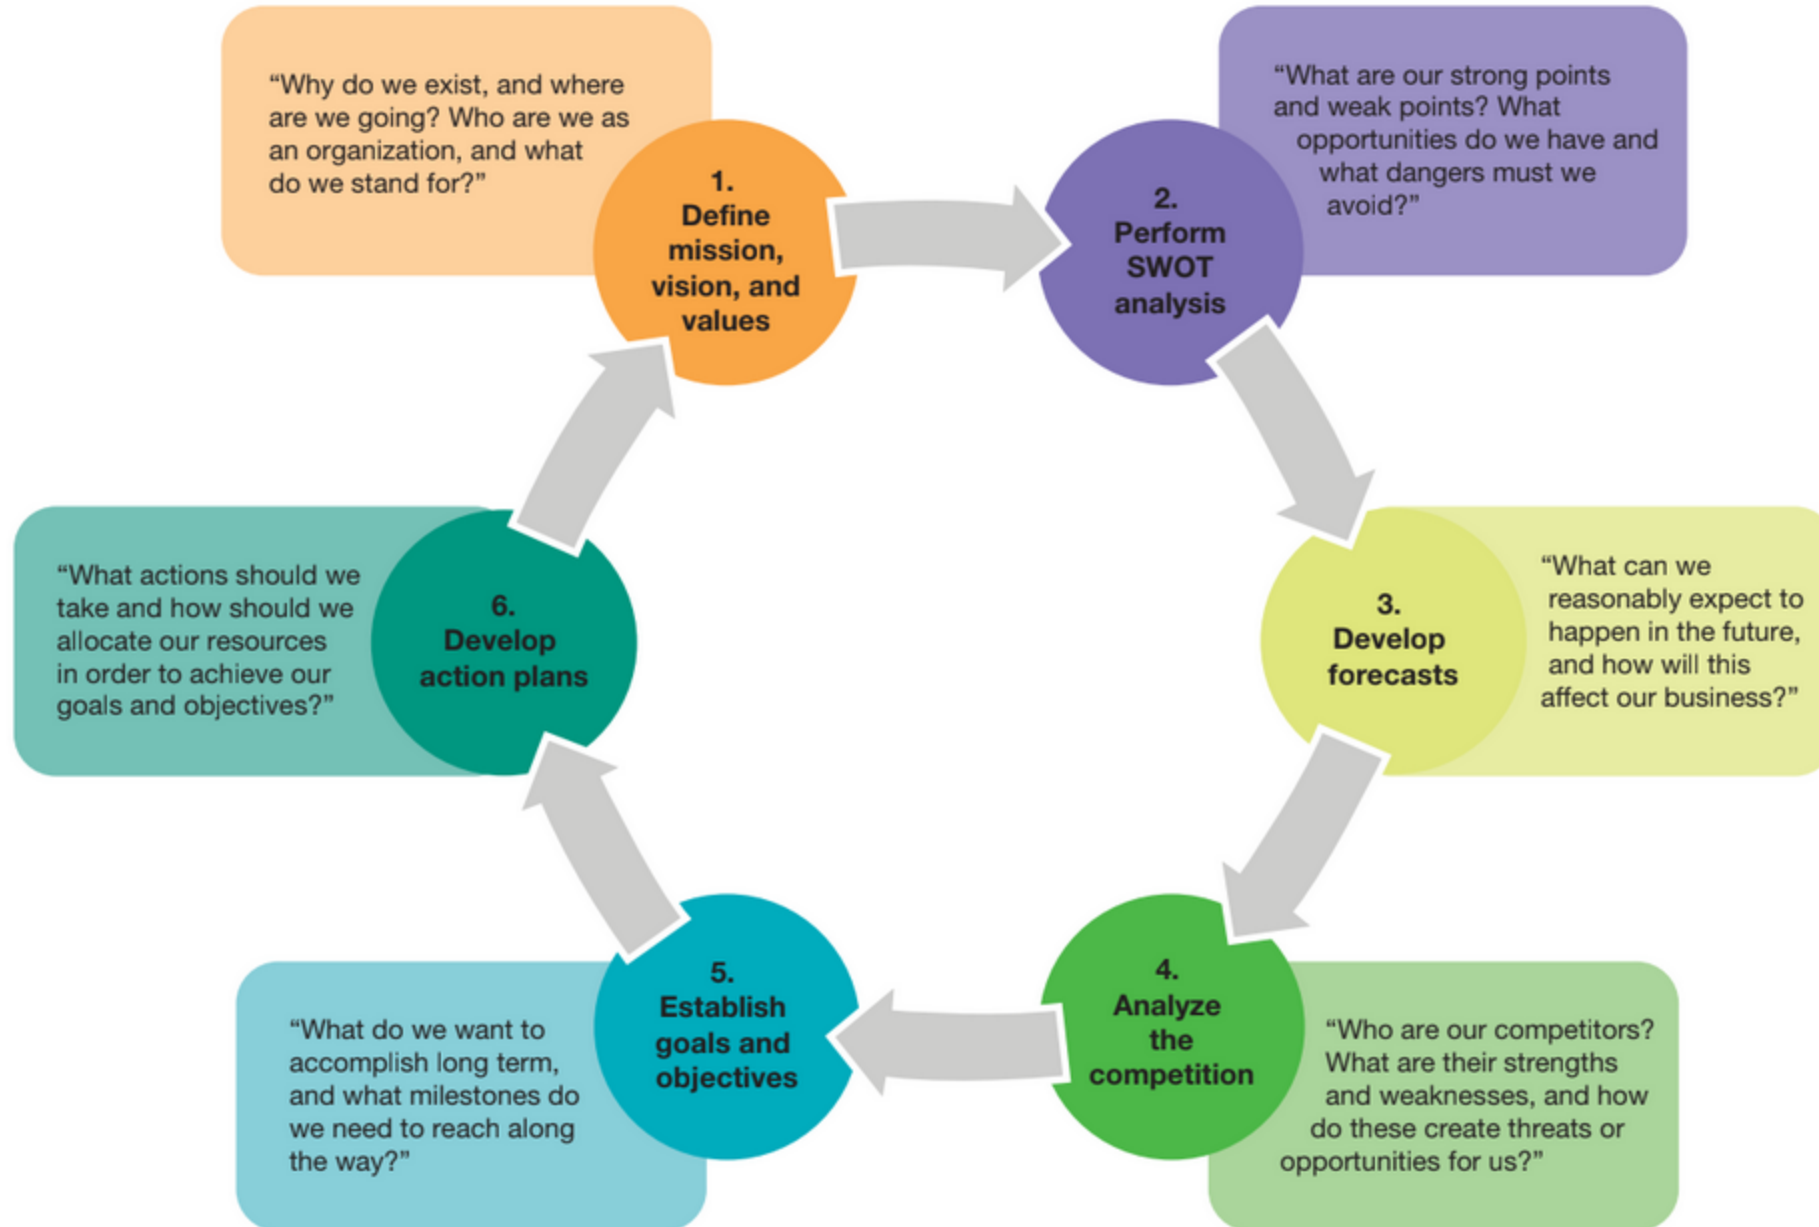 “Why do we exist, and where
are we going? Who are we as
an organization, and what
do we stand for?”
1.
Define
mission,
vision, and
values
“What are our strong points
and weak points? What
opportunities do we have and
what dangers must we
avoid?”
2.
Perform
SWOT
analysis
“What can we
reasonably expect to
happen in the future,
and how will this
affect our business?”
3.
Develop
forecasts
“Who are our competitors?
What are their strengths
and weaknesses, and how
do these create threats or
opportunities for us?”
4.
Analyze
the
competition
“What do we want to
accomplish long term,
and what milestones do
we need to reach along
the way?”
5.
Establish
goals and
objectives
“What actions should we
take and how should we
allocate our resources
in order to achieve our
goals and objectives?”
6.
Develop
action plans